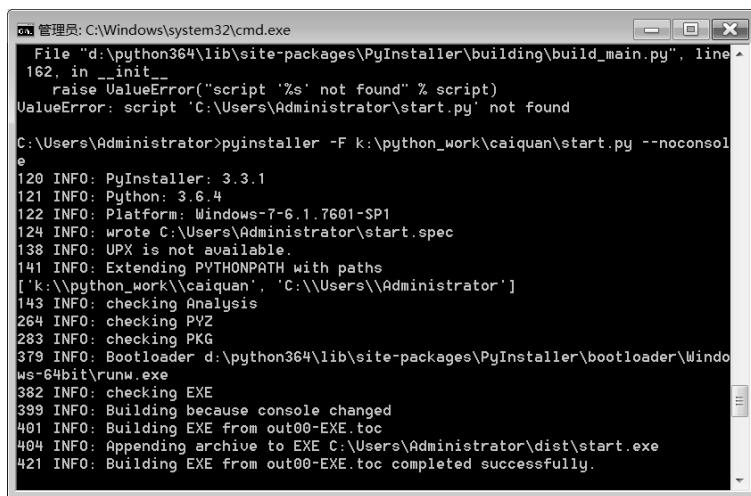 管理员: C:\Windows\system32\cmd.exe
File "d:\python364\lib\site-packages\PyInstaller\building\build_main.py", line
162, in __init__
raise ValueError("script '%s' not found" % script)
ValueError: script 'C:\Users\Administrator\start.py' not found
C:\Users\Administrator>pyinstaller -F k:\python_work\caiquan\start.py --noconsol
e
120 INFO: PyInstaller: 3.3.1
121 INFO: Python: 3.6.4
122 INFO: Platform: Windows-7-6.1.7601-SP1
124 INFO: wrote C:\Users\Administrator\start.spec
138 INFO: UPX is not available.
141 INFO: Extending PYTHONPATH with paths
['k:\\python_work\\caiquan', 'C:\\Users\\Administrator']
143 INFO: checking Analysis
264 INFO: checking PYZ
283 INFO: checking PKG
379 INFO: Bootloader d:\python364\lib\site-packages\PyInstaller\bootloader\Windo
ws-64bit\runw.exe
382 INFO: checking EXE
399 INFO: Building because console changed
401 INFO: Building EXE from out00-EXE.toc
404 INFO: Appending archive to EXE C:\Users\Administrator\dist\start.exe
421 INFO: Building EXE from out00-EXE.toc completed successfully.